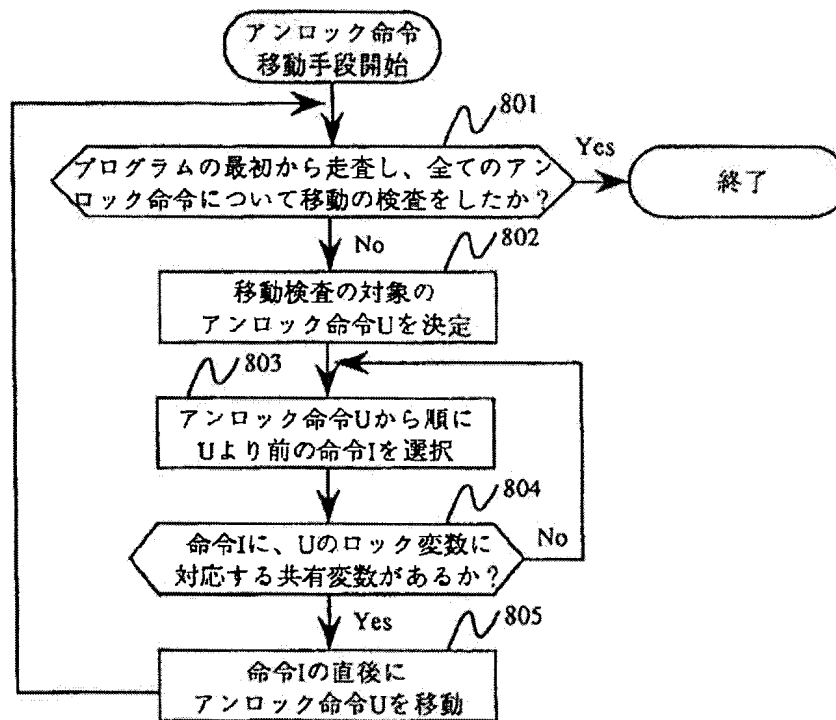 アンロック命令
移動手段開始
801
プログラムの最初から走査し、全てのアン
ロック命令について移動の検査をしたか?
Yes
終了
No
802
移動検査の対象の
アンロック命令Uを決定
803
アンロック命令Uから順に
Uより前の命令Iを選択
804
命令Iに、Uのロック変数に
対応する共有変数があるか?
No
Yes
805
命令Iの直後に
アンロック命令Uを移動